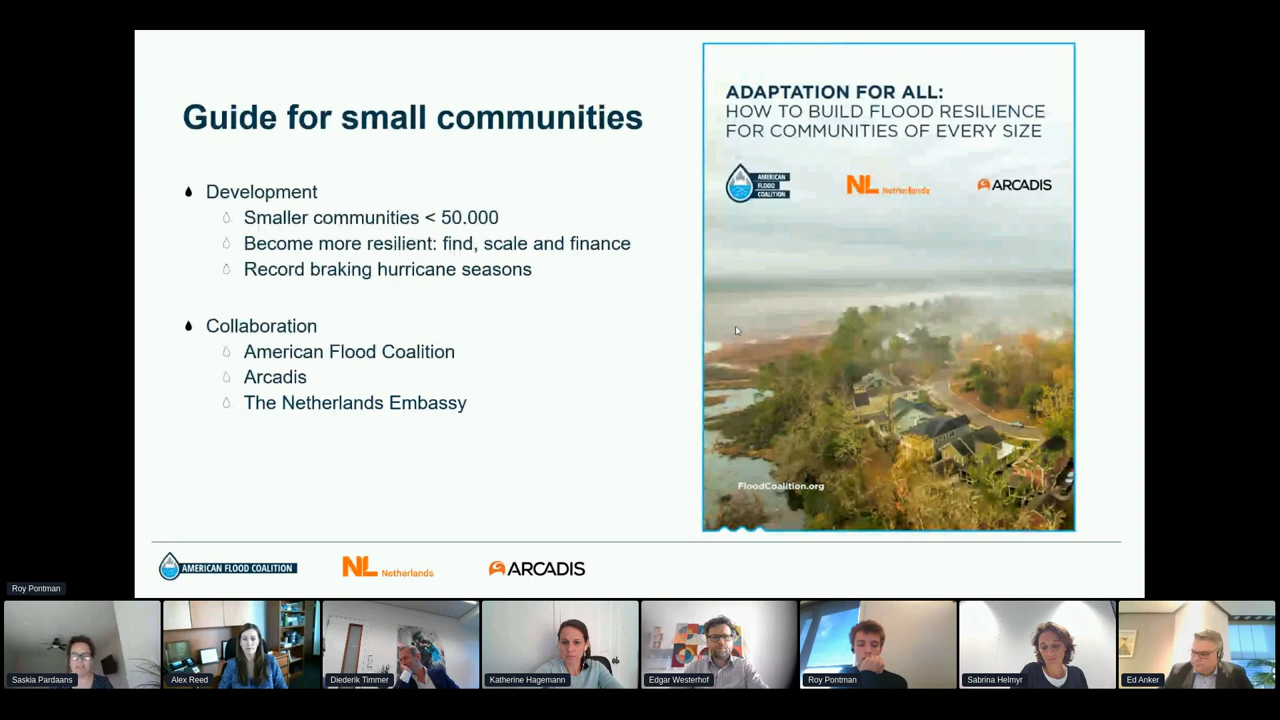 Guide for small communities
Development
Smaller communities < 50.000
Become more resilient: find, scale and finance
Record braking hurricane seasons
Collaboration
American Flood Coalition
Arcadis
The Netherlands Embassy
ADAPTATION FOR ALL:
HOW TO BUILD FLOOD RESILIENCE
FOR COMMUNITIES OF EVERY SIZE
AMERICAN
FLOOD
COALITION
NL Netherlands
ARCADIS
FloodCoalition.org
AMERICAN FLOOD COALITION
NL Netherlands
ARCADIS
Roy Pontman
Saskia Pardaans
Alex Reed
Diederik Timmer
Katherine Hagemann
Edgar Westerhof
Roy Pontman
Sabrina Helmyr
Ed Anker